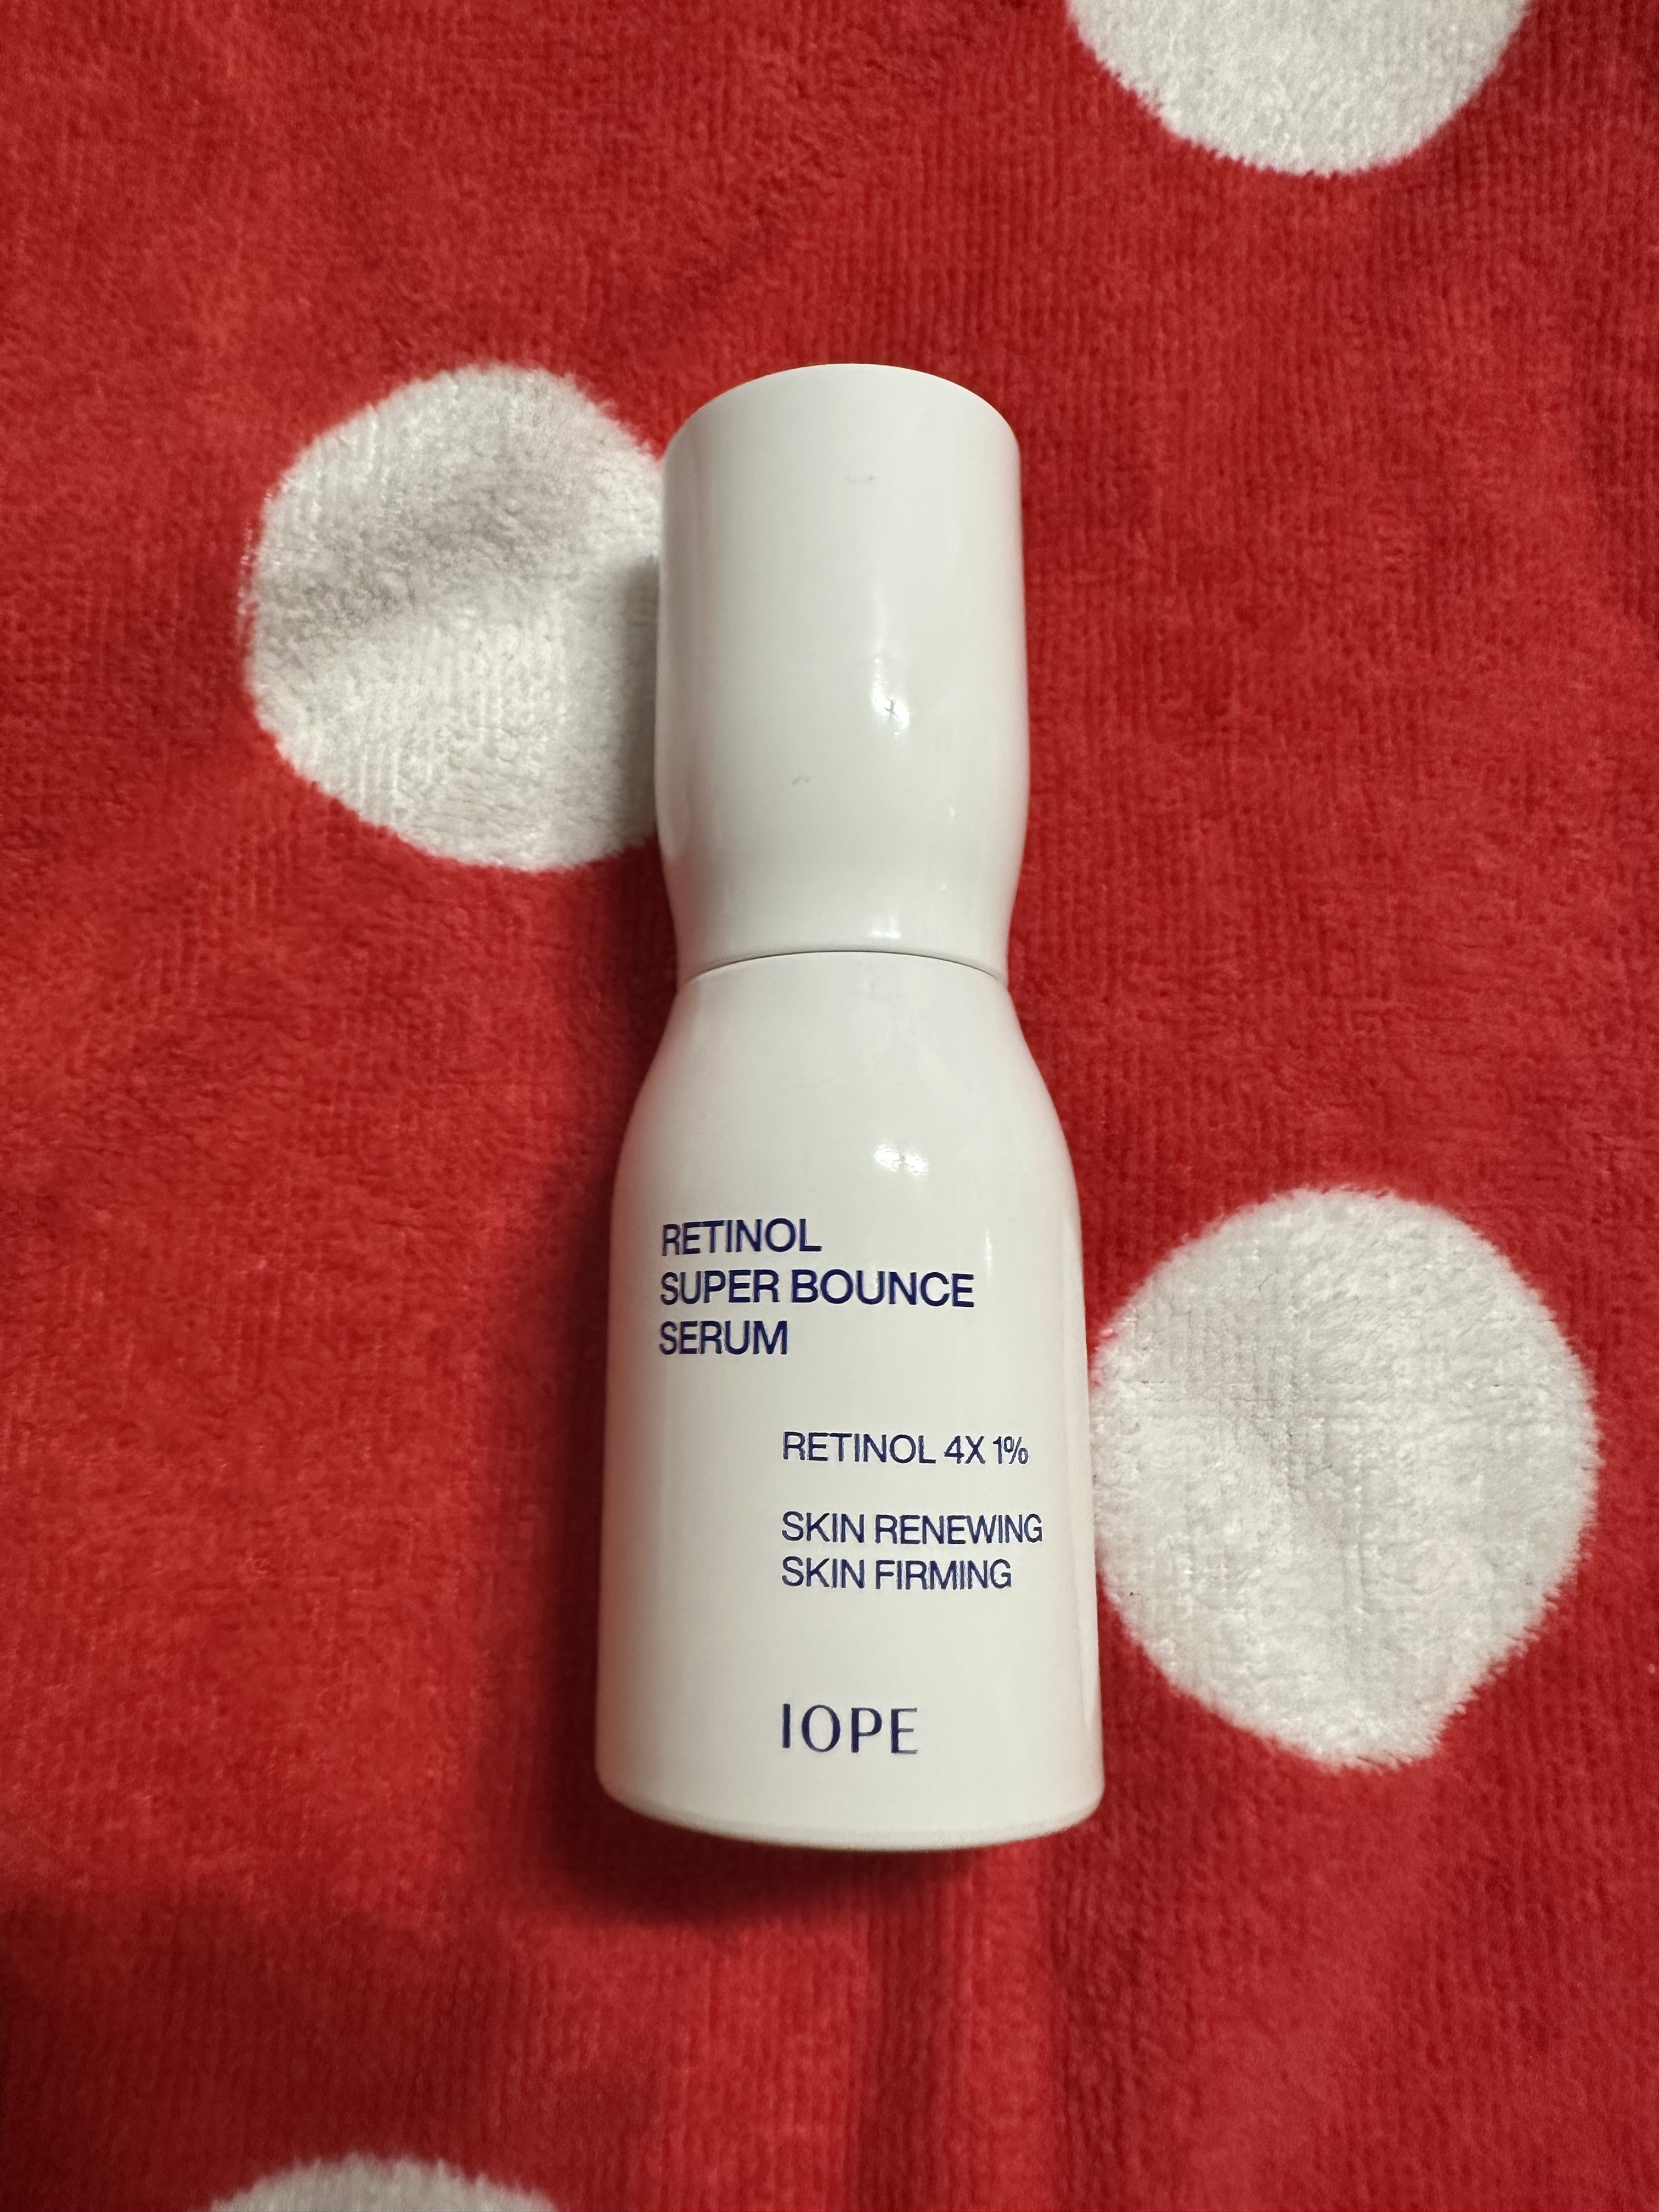 RETINOL
SUPER BOUNCE
SERUM
RETINOL 4X 1%
SKIN RENEWING
SKIN FIRMING
IOPE